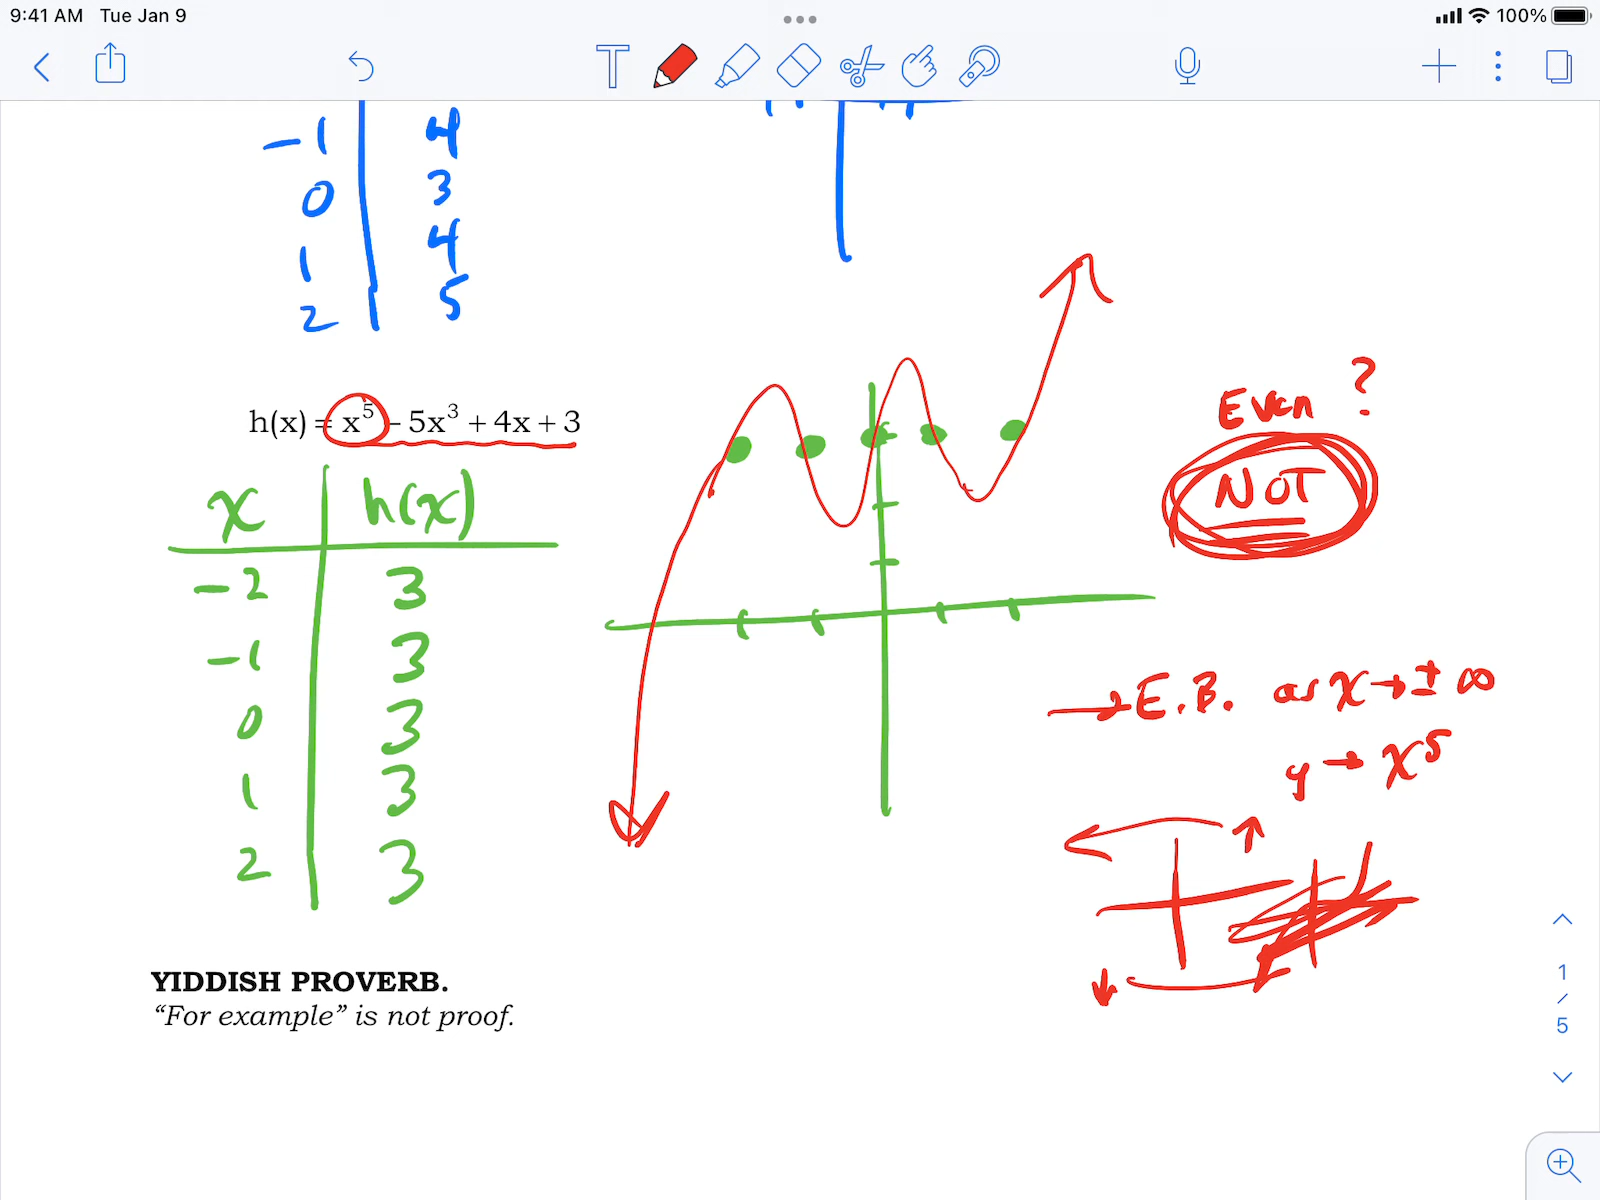 9:41 AM Tue Jan 9
100%
T
-1 4
0 3
1 4
2 5
h(x) = x⁵ - 5x³ + 4x + 3
x h(x)
-2 3
-1 3
0 3
1 3
2 3
Even ?
NOT
→ E.B. as x → ± ∞
y → x⁵
YIDDISH PROVERB.
“For example” is not proof.
1
/
5